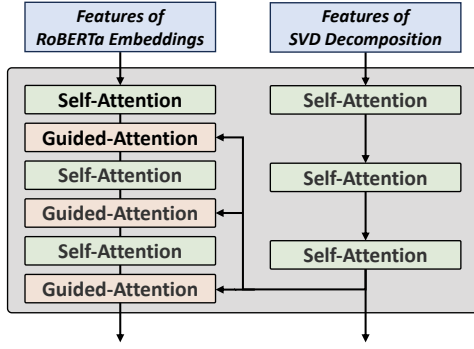 Features of
RoBERTa Embeddings
Features of
SVD Decomposition
Self-Attention
Guided-Attention
Self-Attention
Guided-Attention
Self-Attention
Guided-Attention
Self-Attention
Self-Attention
Self-Attention